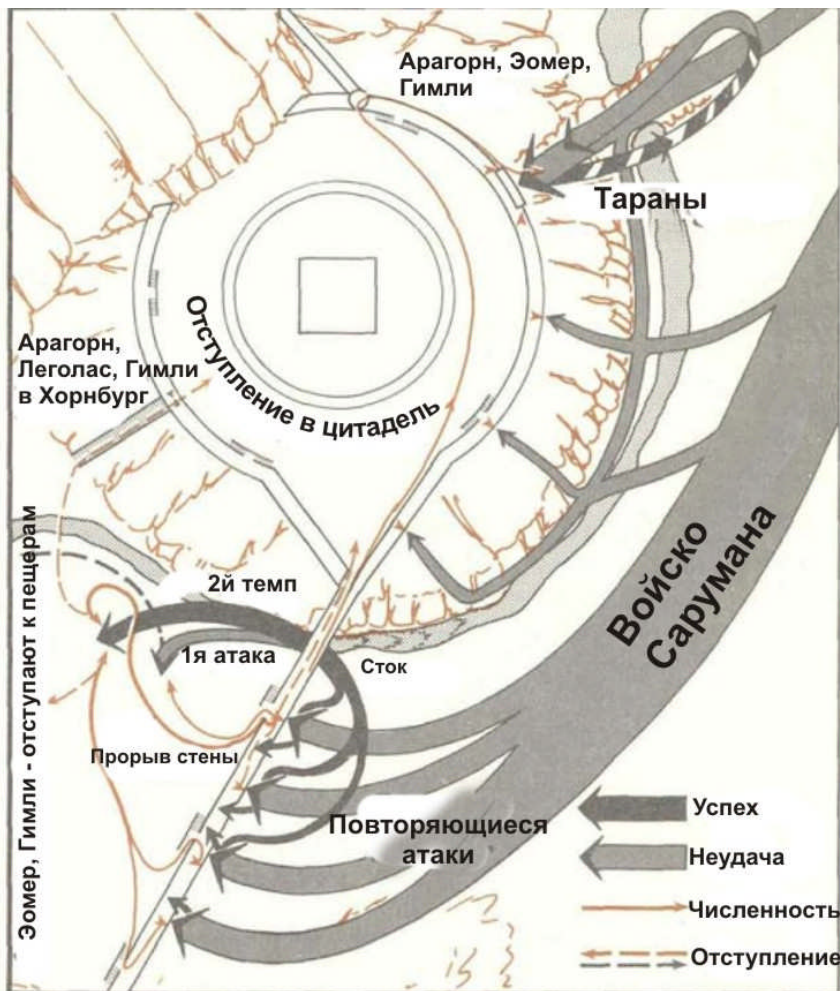 Арагорн, Эомер,
Гимли
Тараны
Арагорн,
Леголас, Гимли
в Хорнбург
Отступление в цитадель
Войско
Сарумана
Эомер, Гимли - отступают к пещерам
2й темп
1я атака
Сток
Прорыв стены
Повторяющиеся
атаки
Успех
Неудача
Численность
Отступление